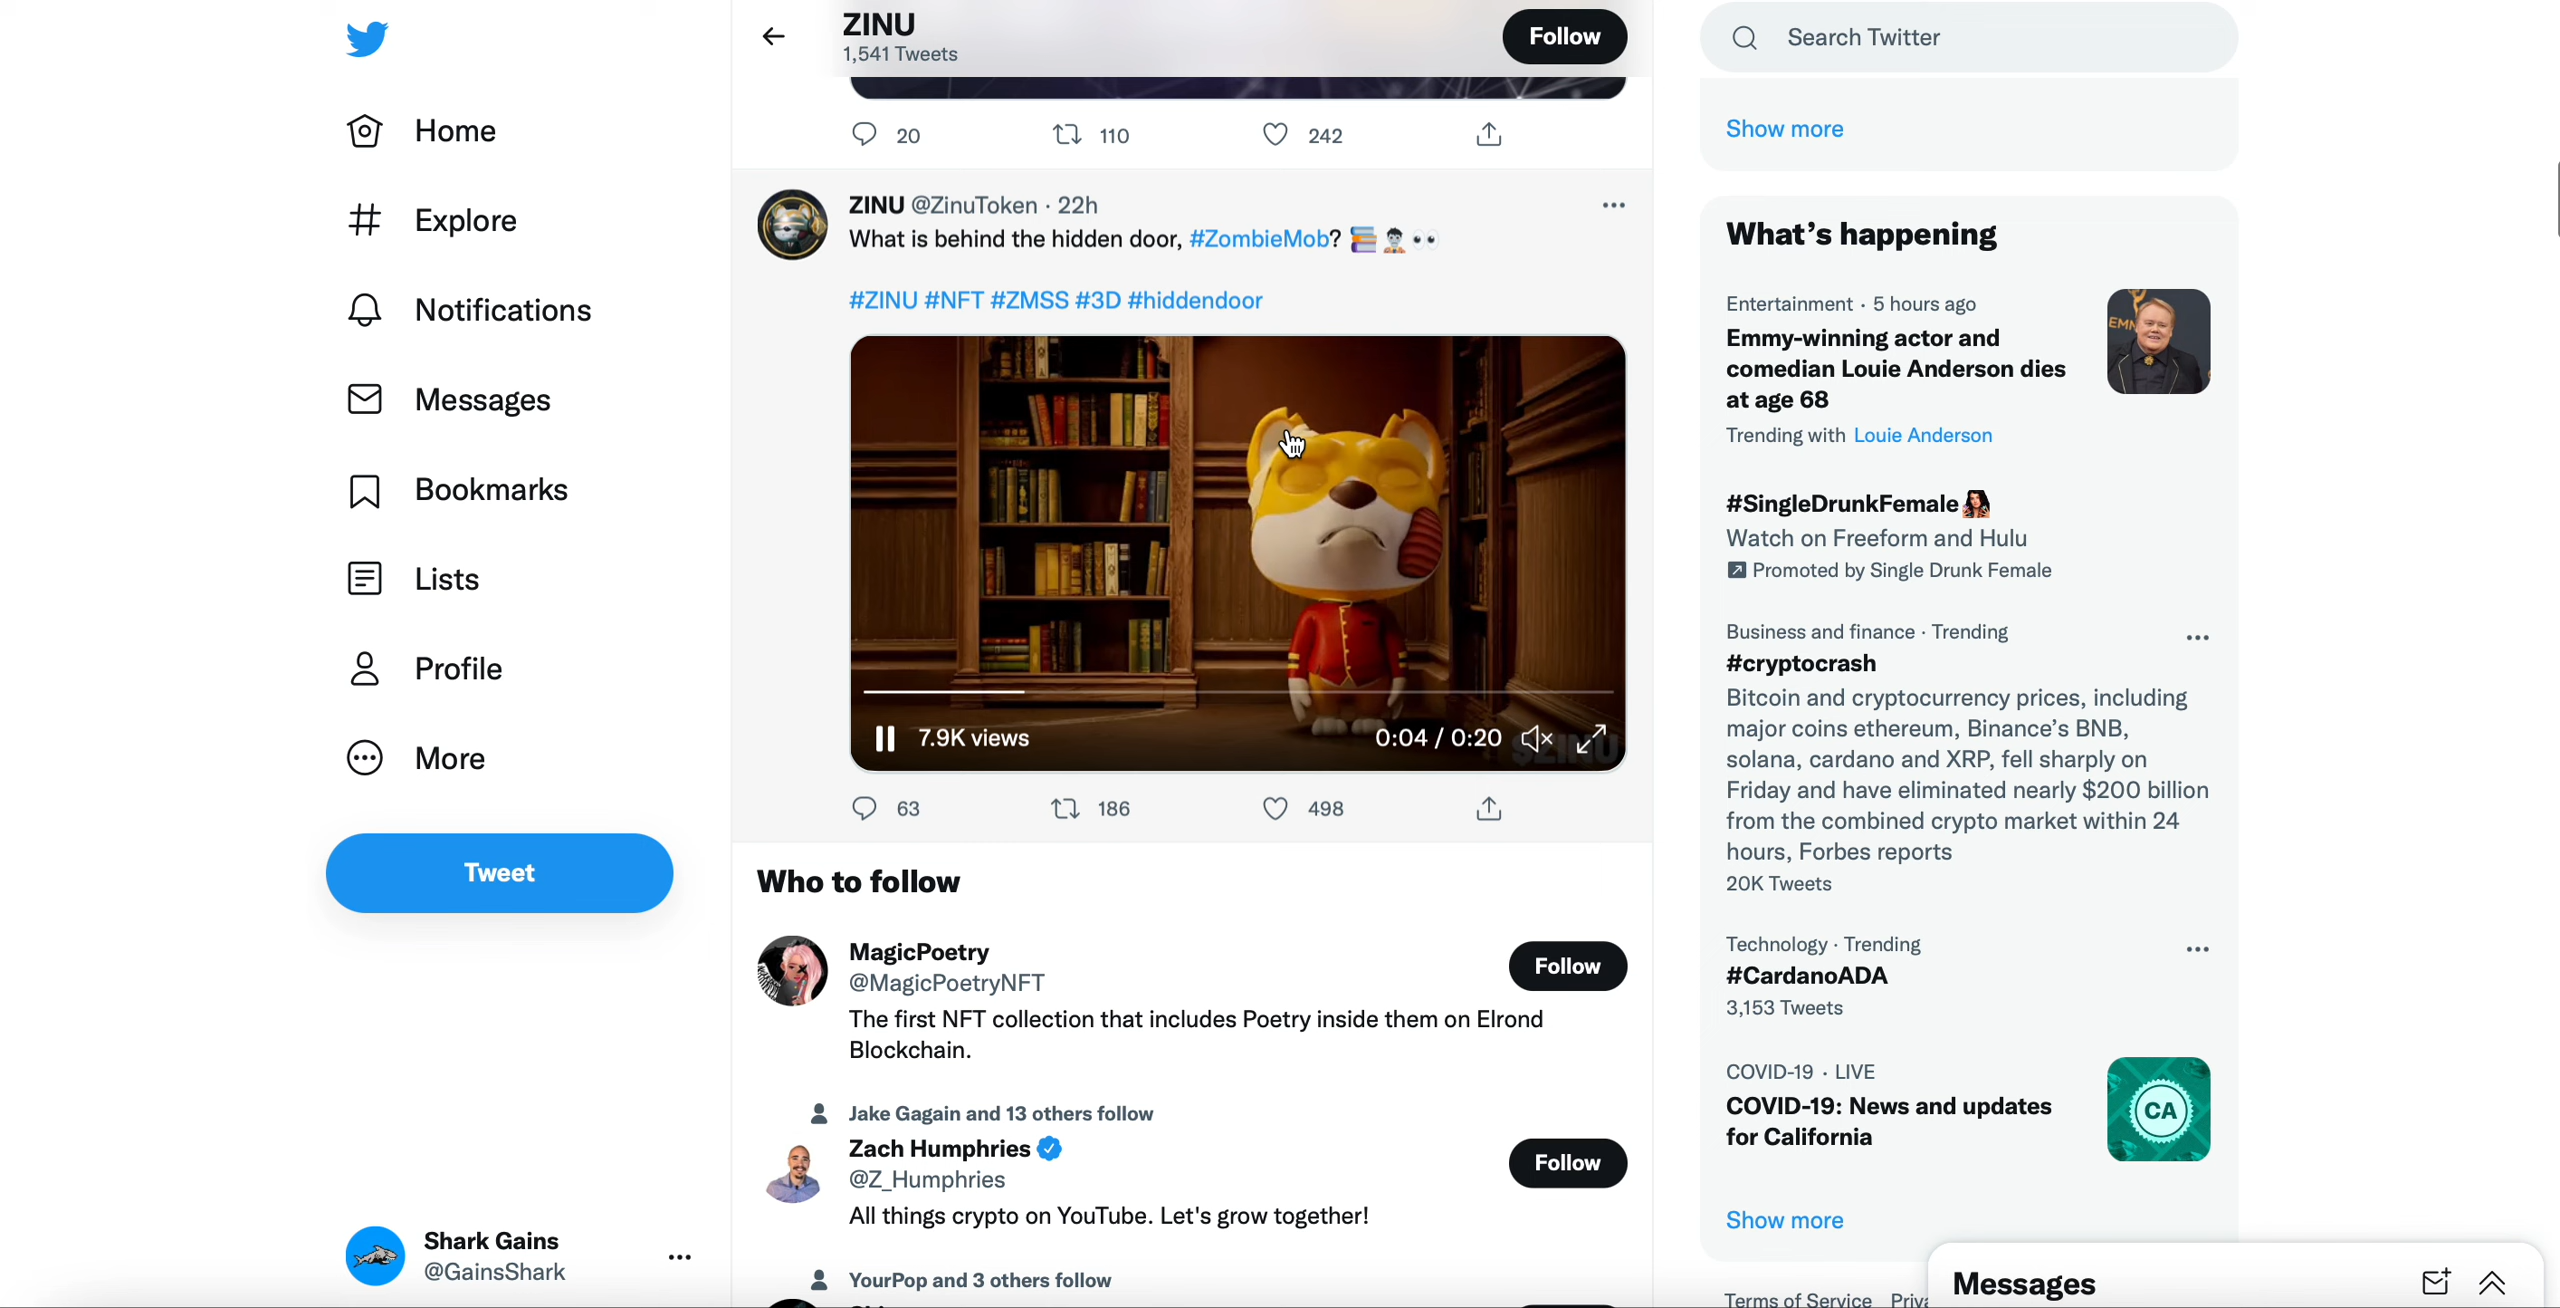 Home
Explore
Notifications
Messages
Bookmarks
Lists
Profile
More
Tweet
Shark Gains
@GainsShark
ZINU
1,541 Tweets
Follow
20 110 242
ZINU @ZinuToken · 22h
What is behind the hidden door, #ZombieMob? 📚🧟👀
#ZINU #NFT #ZMSS #3D #hiddendoor
7.9K views
0:04 / 0:20
$ZINU
63 186 498
Who to follow
MagicPoetry
@MagicPoetryNFT
Follow
The first NFT collection that includes Poetry inside them on Elrond
Blockchain.
Jake Gagain and 13 others follow
Zach Humphries
@Z_Humphries
Follow
All things crypto on YouTube. Let's grow together!
YourPop and 3 others follow
Search Twitter
Show more
What's happening
Entertainment · 5 hours ago
Emmy-winning actor and
comedian Louie Anderson dies
at age 68
Trending with Louie Anderson
EMM
#SingleDrunkFemale
Watch on Freeform and Hulu
Promoted by Single Drunk Female
Business and finance · Trending
#cryptocrash
Bitcoin and cryptocurrency prices, including
major coins ethereum, Binance's BNB,
solana, cardano and XRP, fell sharply on
Friday and have eliminated nearly $200 billion
from the combined crypto market within 24
hours, Forbes reports
20K Tweets
Technology · Trending
#CardanoADA
3,153 Tweets
COVID-19 · LIVE
COVID-19: News and updates
for California
CA
Show more
Terms of Service
Messages